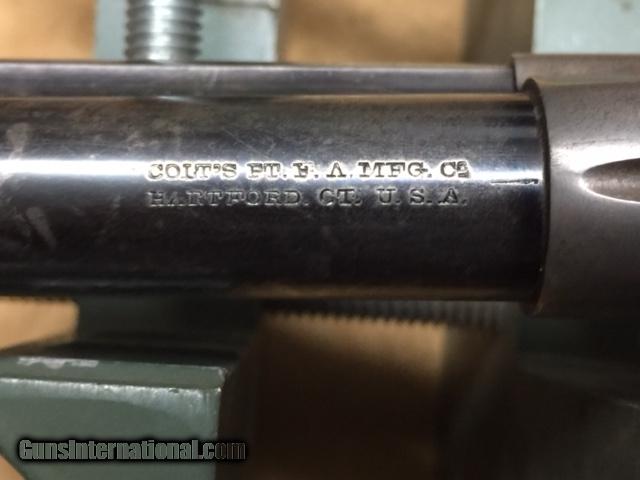 COLT'S PT. F. A. MFG. Co
HARTFORD. CT. U. S. A.
GunsInternational.com